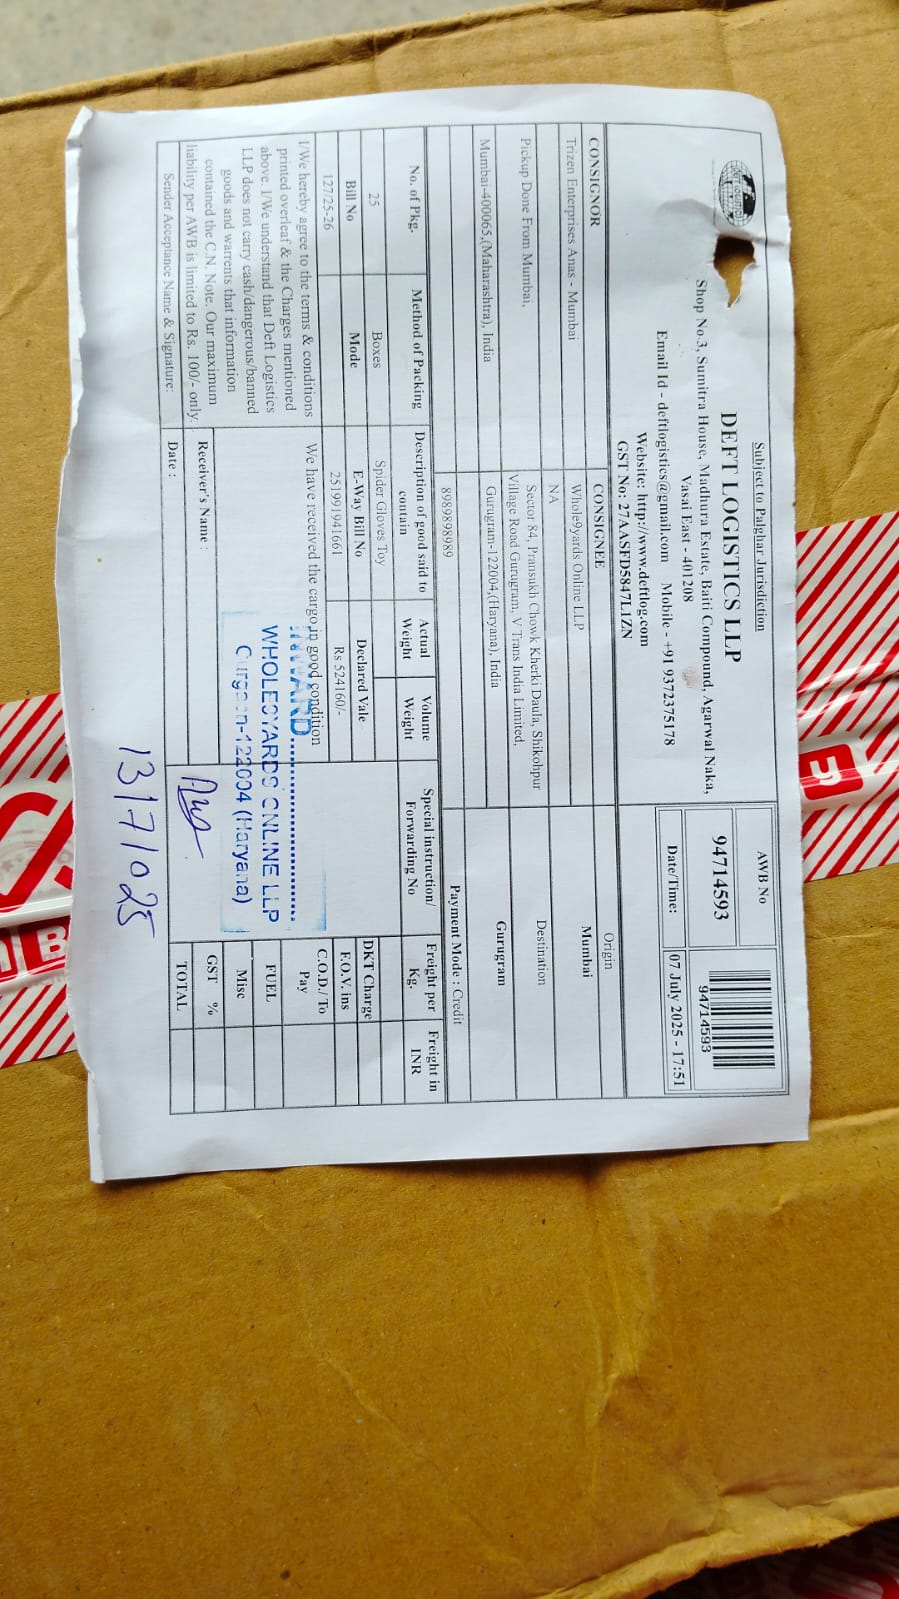 Subject to Palghar Jurisdiction
DEFT LOGISTICS LLP
Shop No.3, Sumitra House, Madhura Estate, Baiti Compound, Agarwal Naka,
Vasai East - 401208
Email Id - deftlogistics@gmail.com Mobile - +91 9372375178
Website: http://www.deftlog.com
GST No: 27AASFD5847L1ZN
AWB No
94714593
94714593
Date/Time: 07 July 2025 - 17:51
CONSIGNOR
Trizen Enterprises Anas - Mumbai
Pickup Done From Mumbai,
Mumbai-400065,(Maharashtra), India
CONSIGNEE
Whole9yards Online LLP
NA
Sector 84, Pransukh Chowk Kherki Daula, Shikohpur
Village Road Gurugram, V Trans India Limited,
Gurugram-122004,(Haryana), India
8989898989
Origin
Mumbai
Destination
Gurugram
Payment Mode : Credit
No. of Pkg. Method of Packing Description of good said to contain Actual Weight Volume Weight Special instruction/ Forwarding No Freight per Kg. Freight in INR
25 Boxes Spider Gloves Toy
Bill No Mode E-Way Bill No Declared Vale DKT Charge
127/25-26 251991941661 Rs 524160/- F.O.V. ins
C.O.D./ To Pay
FUEL
Misc
GST %
TOTAL
I/We hereby agree to the terms & conditions
printed overleaf & the Charges mentioned
above. I/We understand that Deft Logistics
LLP does not carry cash/dangerous/banned
goods and warrents that information
contained the C.N. Note. Our maximum
liability per AWB is limited to Rs. 100/- only.
Sender Acceptance Name & Signature:
We have received the cargo in good condition
INWARD
WHOLE9YARDS ONLINE LLP
Gurgaon-122004 (Haryana)
Receiver's Name :
Date :
13/7/025